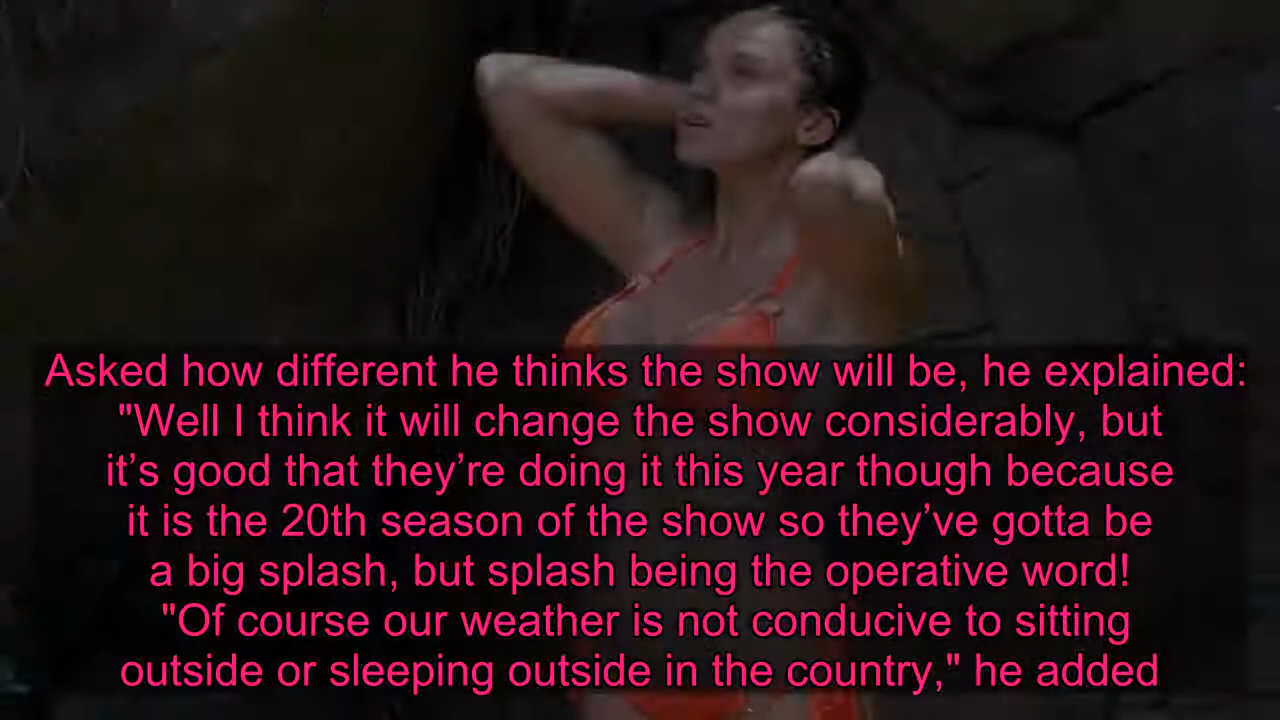 Asked how different he thinks the show will be, he explained:
"Well I think it will change the show considerably, but
it’s good that they’re doing it this year though because
it is the 20th season of the show so they’ve gotta be
a big splash, but splash being the operative word!
"Of course our weather is not conducive to sitting
outside or sleeping outside in the country," he added